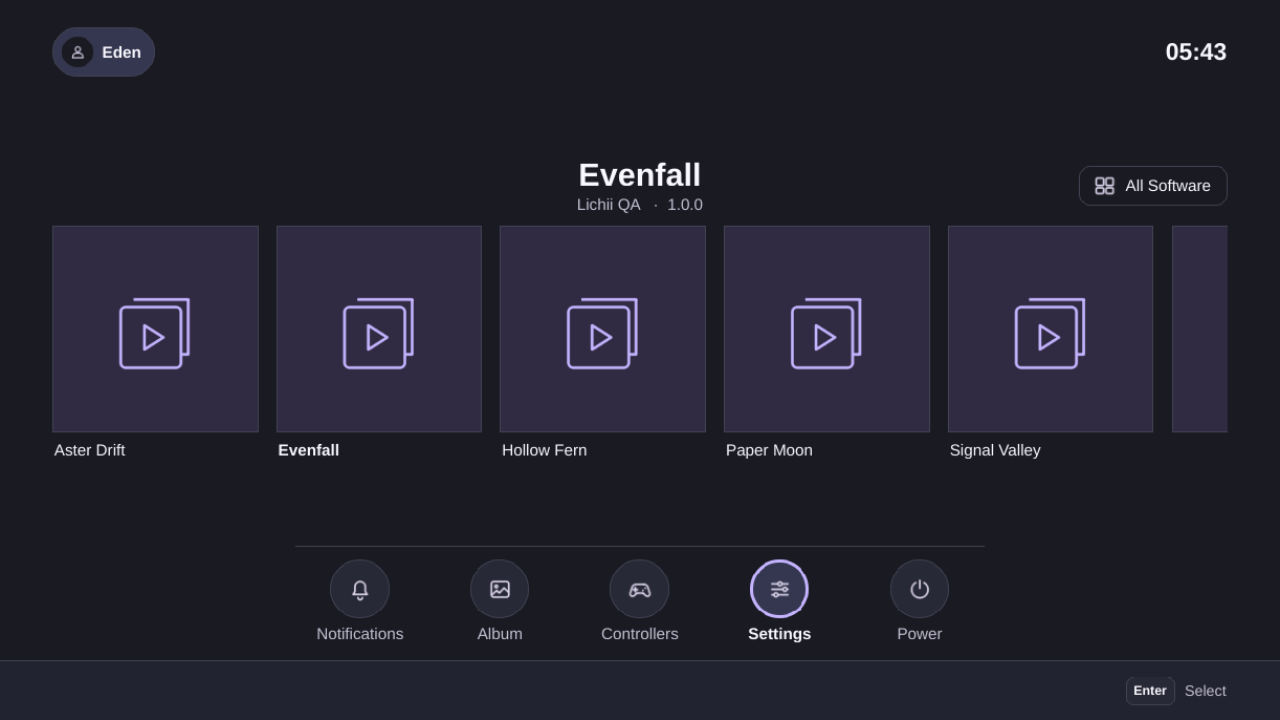 Eden
05:43
Evenfall
Lichii QA · 1.0.0
All Software
Aster Drift
Evenfall
Hollow Fern
Paper Moon
Signal Valley
Notifications
Album
Controllers
Settings
Power
Enter Select